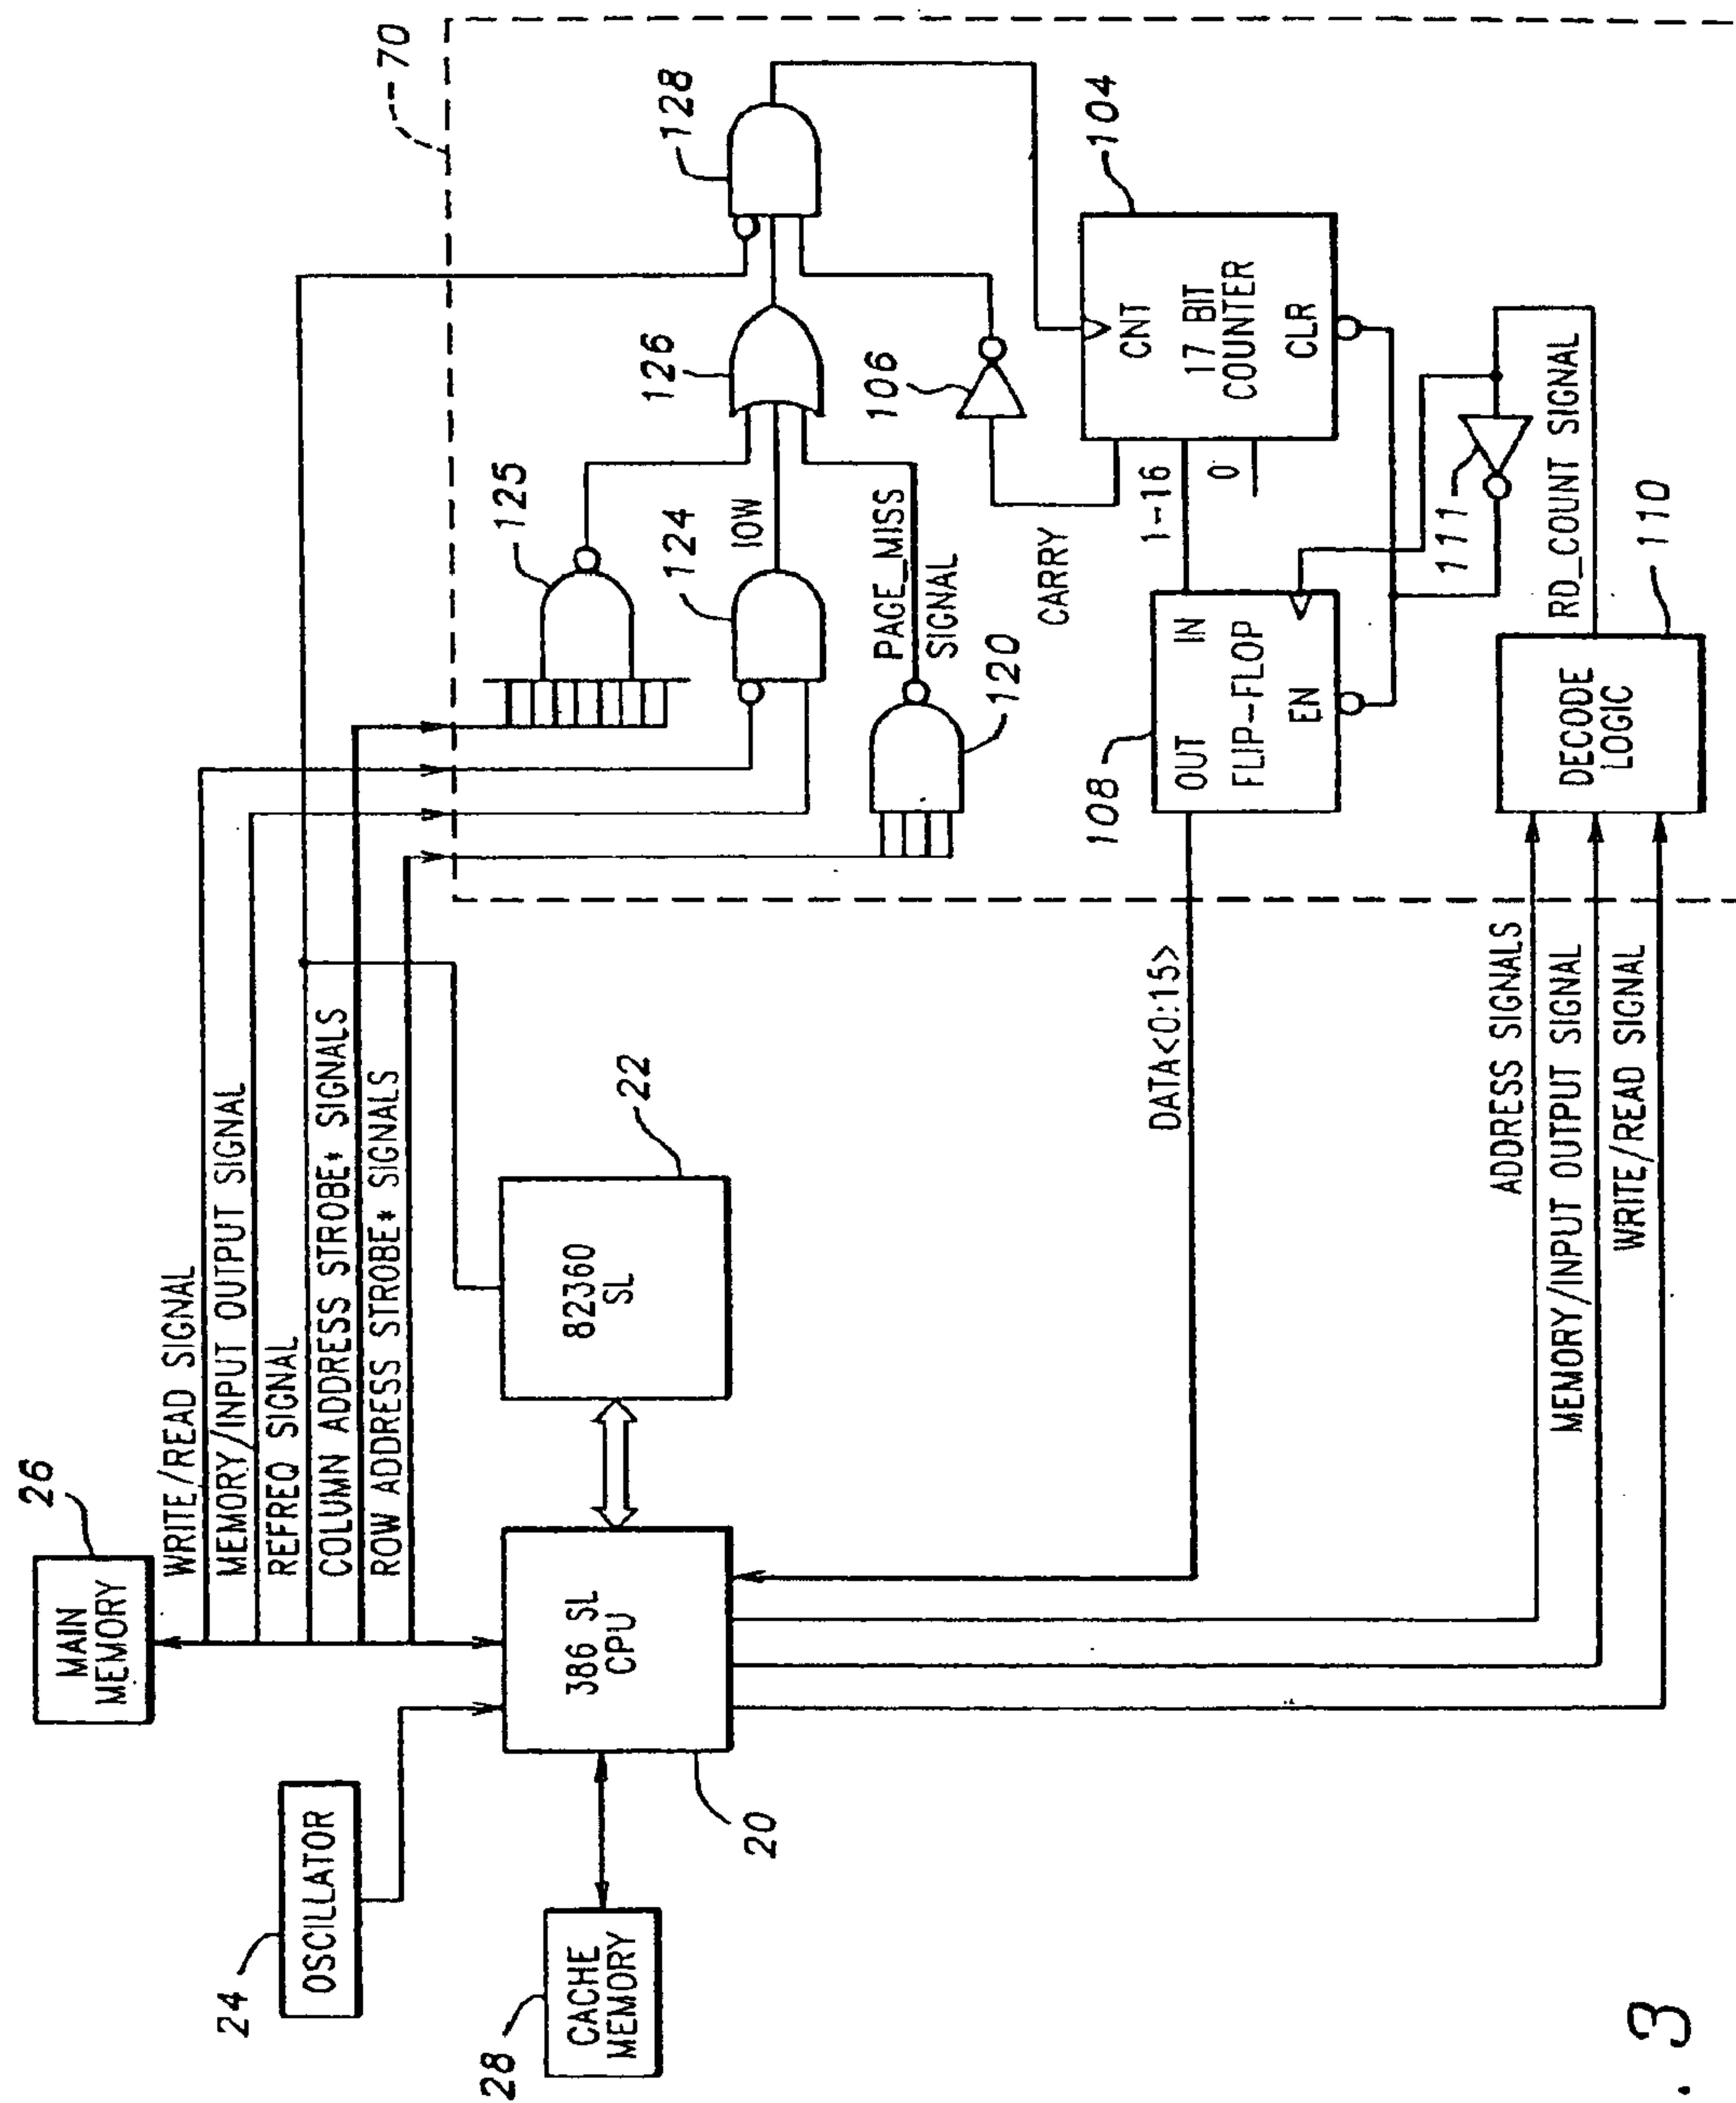 26
MAIN
MEMORY
24
OSCILLATOR
28
CACHE
MEMORY
20
386 SL
CPU
22
82360
SL
WRITE/READ SIGNAL
MEMORY/INPUT OUTPUT SIGNAL
REFREQ SIGNAL
COLUMN ADDRESS STROBE* SIGNALS
ROW ADDRESS STROBE* SIGNALS
70
125
124
IOW
126
128
PAGE_MISS
SIGNAL
120
106
CARRY
104
CNT
17 BIT
COUNTER
CLR
1-16
0
108
OUT IN
FLIP-FLOP
EN
111
RD_COUNT SIGNAL
110
DECODE
LOGIC
DATA<0:15>
ADDRESS SIGNALS
MEMORY/INPUT OUTPUT SIGNAL
WRITE/READ SIGNAL
. 3